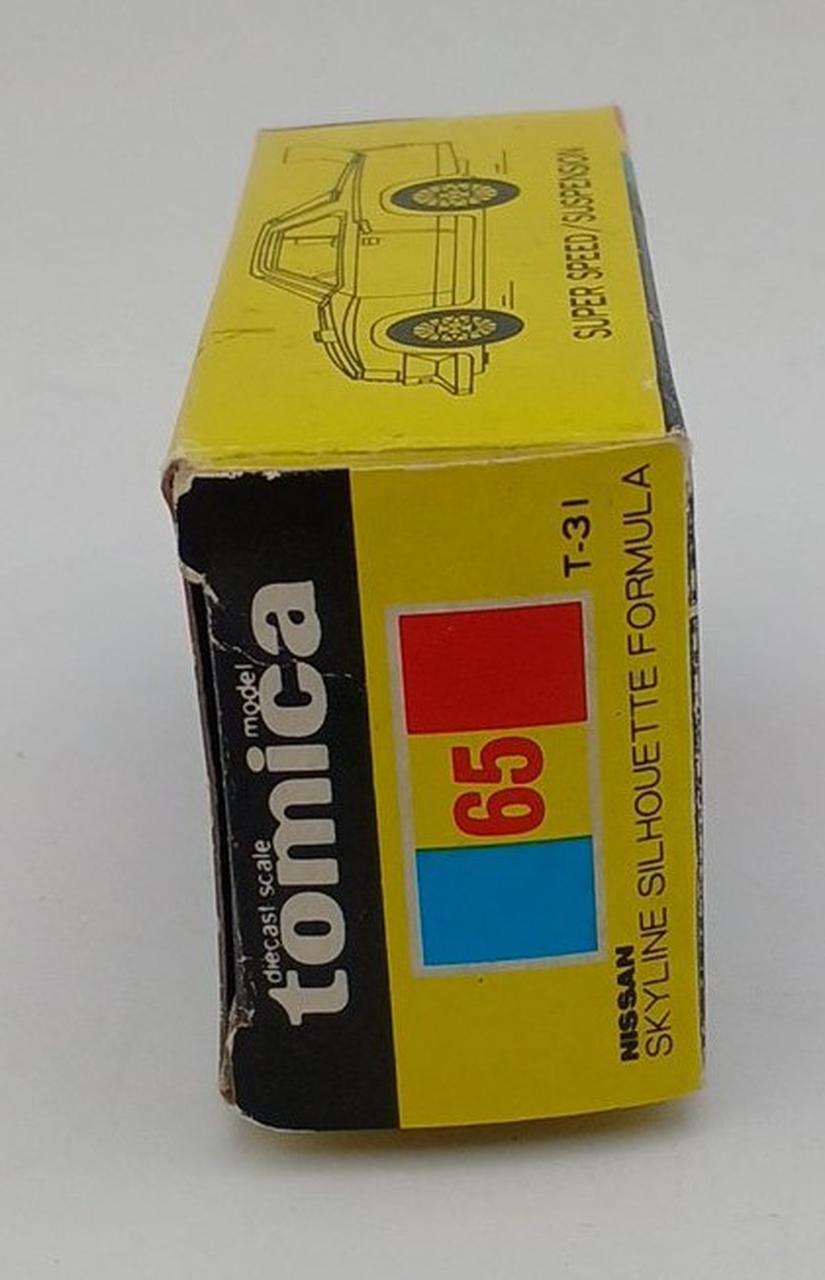 SUPER SPEED/SUSPENSION
diecast scale model
tomica
65
T-31
NISSAN
SKYLINE SILHOUETTE FORMULA